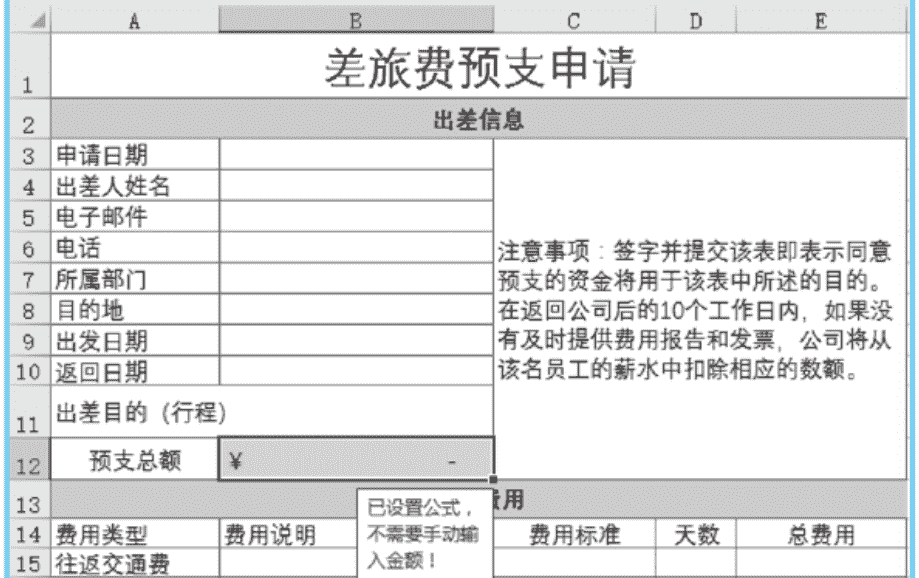 A B C D E
1 差旅费预支申请
2 出差信息
3 申请日期
4 出差人姓名
5 电子邮件
6 电话
7 所属部门
8 目的地
9 出发日期
10 返回日期
注意事项：签字并提交该表即表示同意
预支的资金将用于该表中所述的目的。
在返回公司后的10个工作日内，如果没
有及时提供费用报告和发票，公司将从
该名员工的薪水中扣除相应的数额。
11 出差目的（行程）
12 预支总额 ¥ -
13 费用
已设置公式，
不需要手动输
入金额！
14 费用类型 费用说明 费用标准 天数 总费用
15 往返交通费